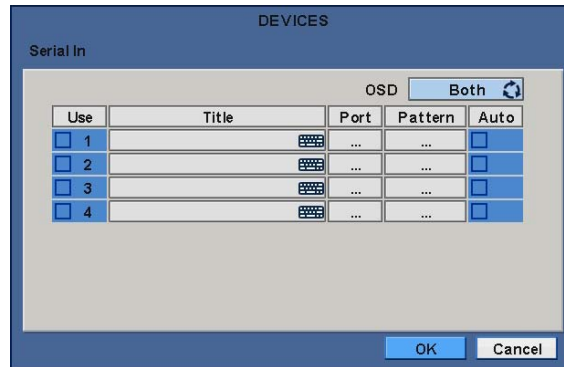 DEVICES
Serial In
OSD Both
Use Title Port Pattern Auto
1 ... ...
2 ... ...
3 ... ...
4 ... ...
OK Cancel